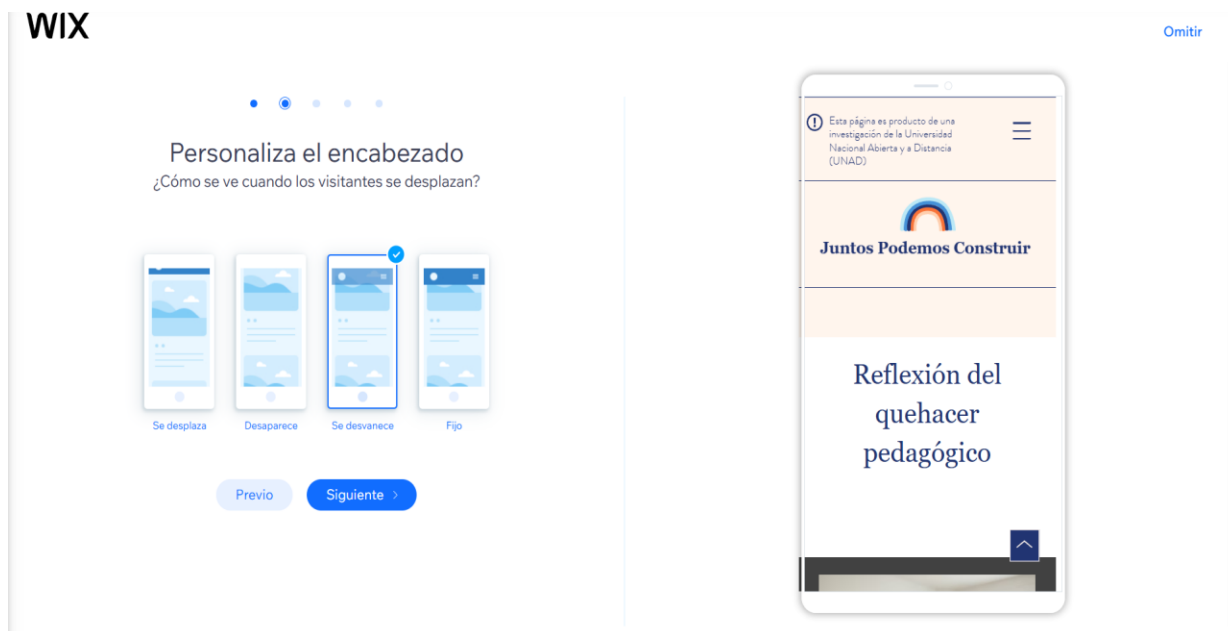 WIX
Omitir
Personaliza el encabezado
¿Cómo se ve cuando los visitantes se desplazan?
Se desplaza
Desaparece
Se desvanece
Fijo
Previo
Siguiente >
Esta página es producto de una
investigación de la Universidad
Nacional Abierta y a Distancia
(UNAD)
Juntos Podemos Construir
Reflexión del
quehacer
pedagógico